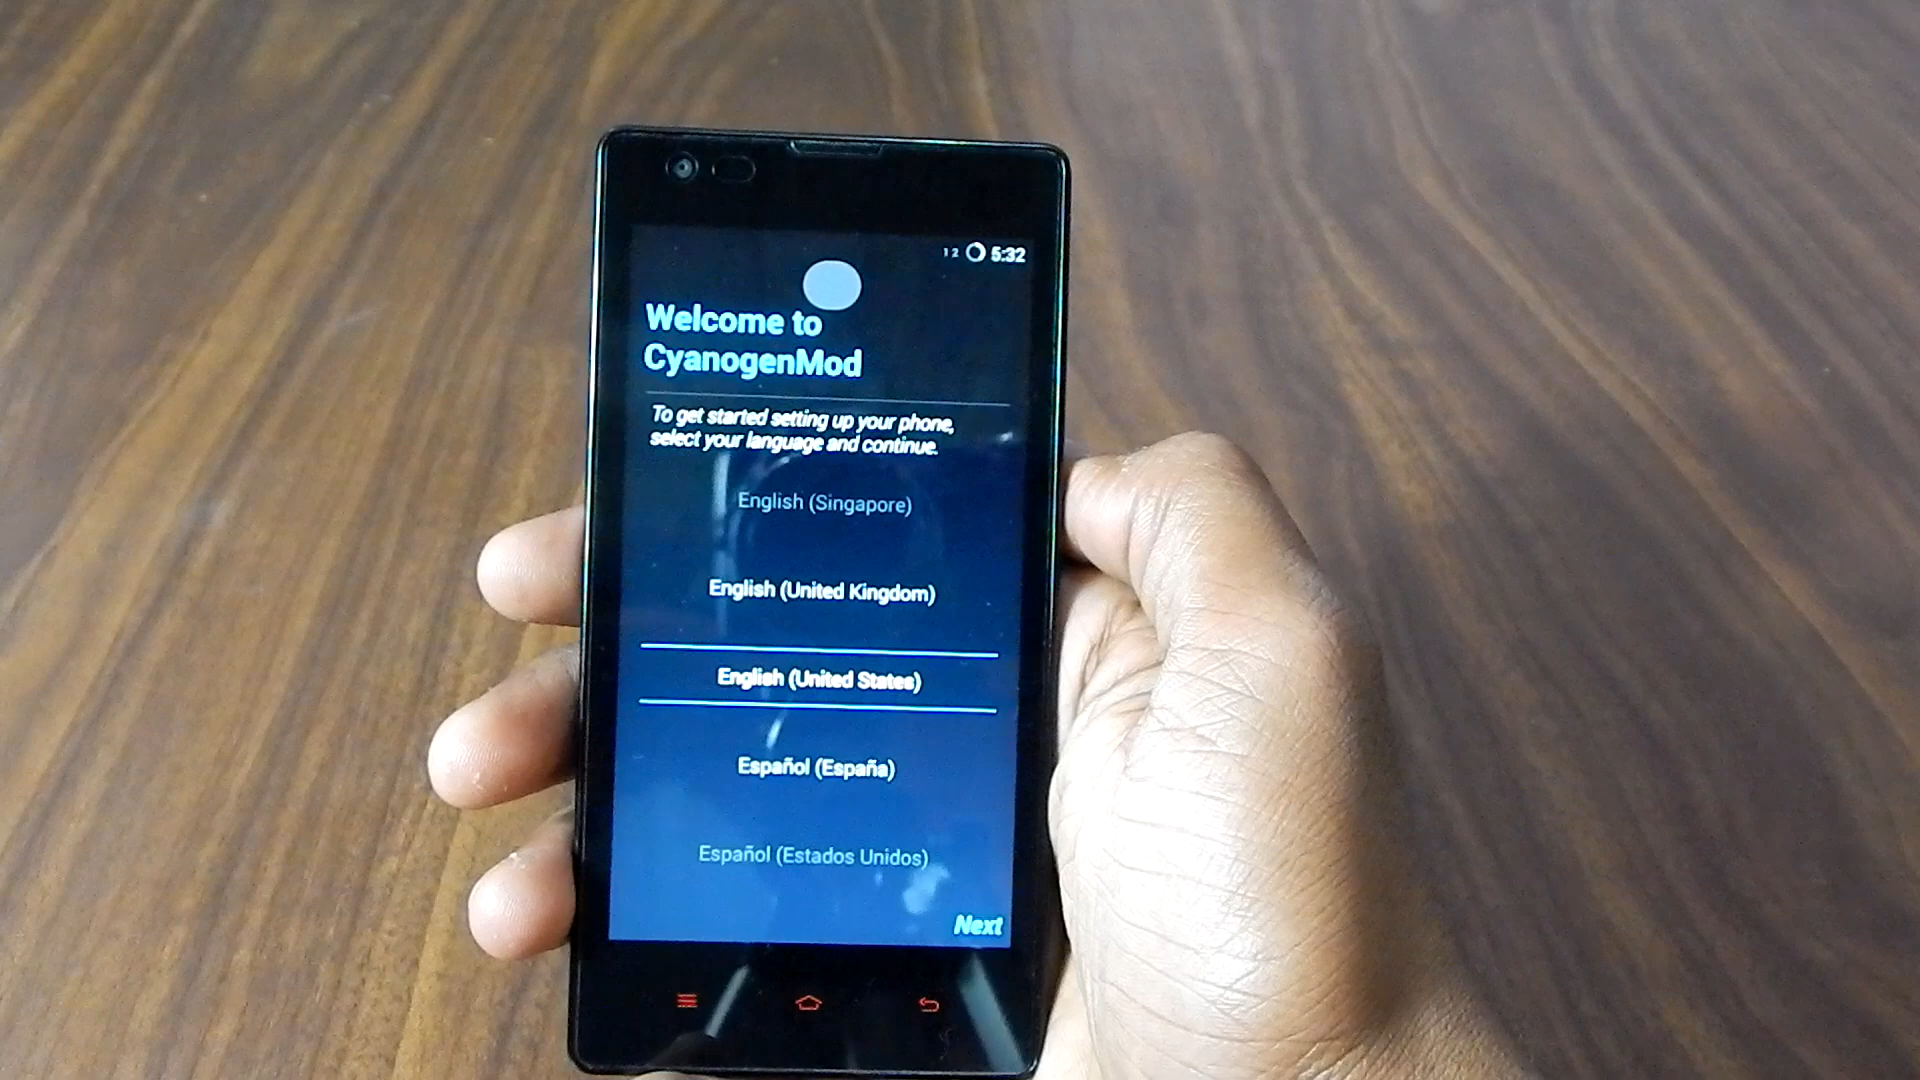 1 2 5:32
Welcome to
CyanogenMod
To get started setting up your phone,
select your language and continue.
English (Singapore)
English (United Kingdom)
English (United States)
Español (España)
Español (Estados Unidos)
Next